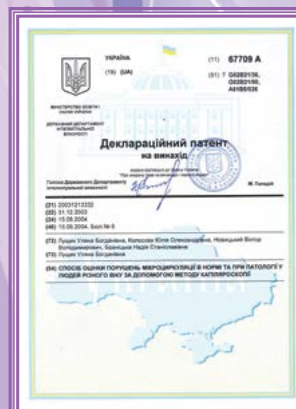 УКРАЇНА
(19) (UA)
(11) 67709 A
(51) 7 G02B21/36,
G02B21/00,
A61B5/026
МІНІСТЕРСТВО ОСВІТИ І
НАУКИ УКРАЇНИ
ДЕРЖАВНИЙ ДЕПАРТАМЕНТ
ІНТЕЛЕКТУАЛЬНОЇ
ВЛАСНОСТІ
Деклараційний патент
на винахід
Голова Державного Департаменту
інтелектуальної власності
М. Паладій
(21) 20031213232
(22) 31.12.2003
(24) 15.06.2004
(46) 15.06.2004. Бюл.№ 6
(72) Лущик Уляна Богданівна, Колосова Юлія Олександрівна, Новицький Віктор
Володимирович, Браніцька Надія Станіславівна
(73) Лущик Уляна Богданівна
(54) СПОСІБ ОЦІНКИ ПОРУШЕНЬ МІКРОЦИРКУЛЯЦІЇ В НОРМІ ТА ПРИ ПАТОЛОГІЇ У
ЛЮДЕЙ РІЗНОГО ВІКУ ЗА ДОПОМОГОЮ МЕТОДУ КАПІЛЯРОСКОПІЇ